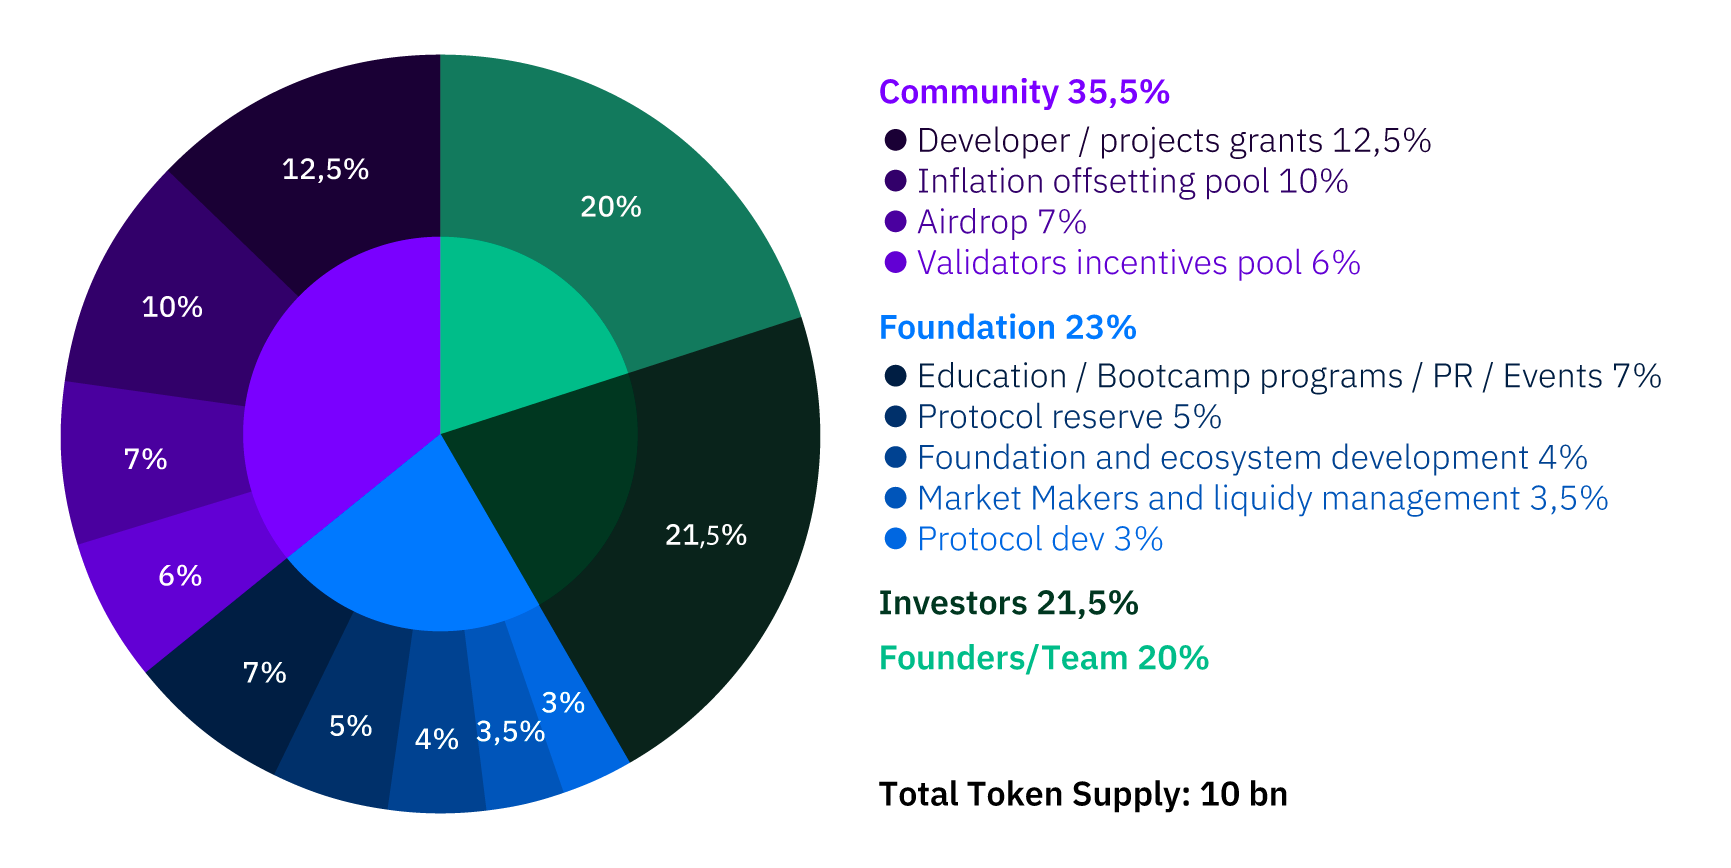 12,5%
20%
10%
7%
21,5%
6%
7%
5%
4%
3,5%
3%
Community 35,5%
Developer / projects grants 12,5%
Inflation offsetting pool 10%
Airdrop 7%
Validators incentives pool 6%
Foundation 23%
Education / Bootcamp programs / PR / Events 7%
Protocol reserve 5%
Foundation and ecosystem development 4%
Market Makers and liquidy management 3,5%
Protocol dev 3%
Investors 21,5%
Founders/Team 20%
Total Token Supply: 10 bn